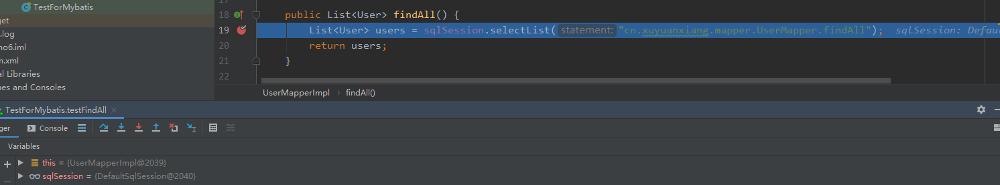 TestForMybatis
get
.log
no6.iml
n.xml
al Libraries
nes and Consoles
17
18 public List<User> findAll() {
19 List<User> users = sqlSession.selectList( statement: "cn.xuyuanxiang.mapper.UserMapper.findAll"); sqlSession: Defau
20 return users;
21 }
22
UserMapperImpl › findAll()
TestForMybatis.testFindAll ×
ger Console
Variables
this = {UserMapperImpl@2039}
sqlSession = {DefaultSqlSession@2040}